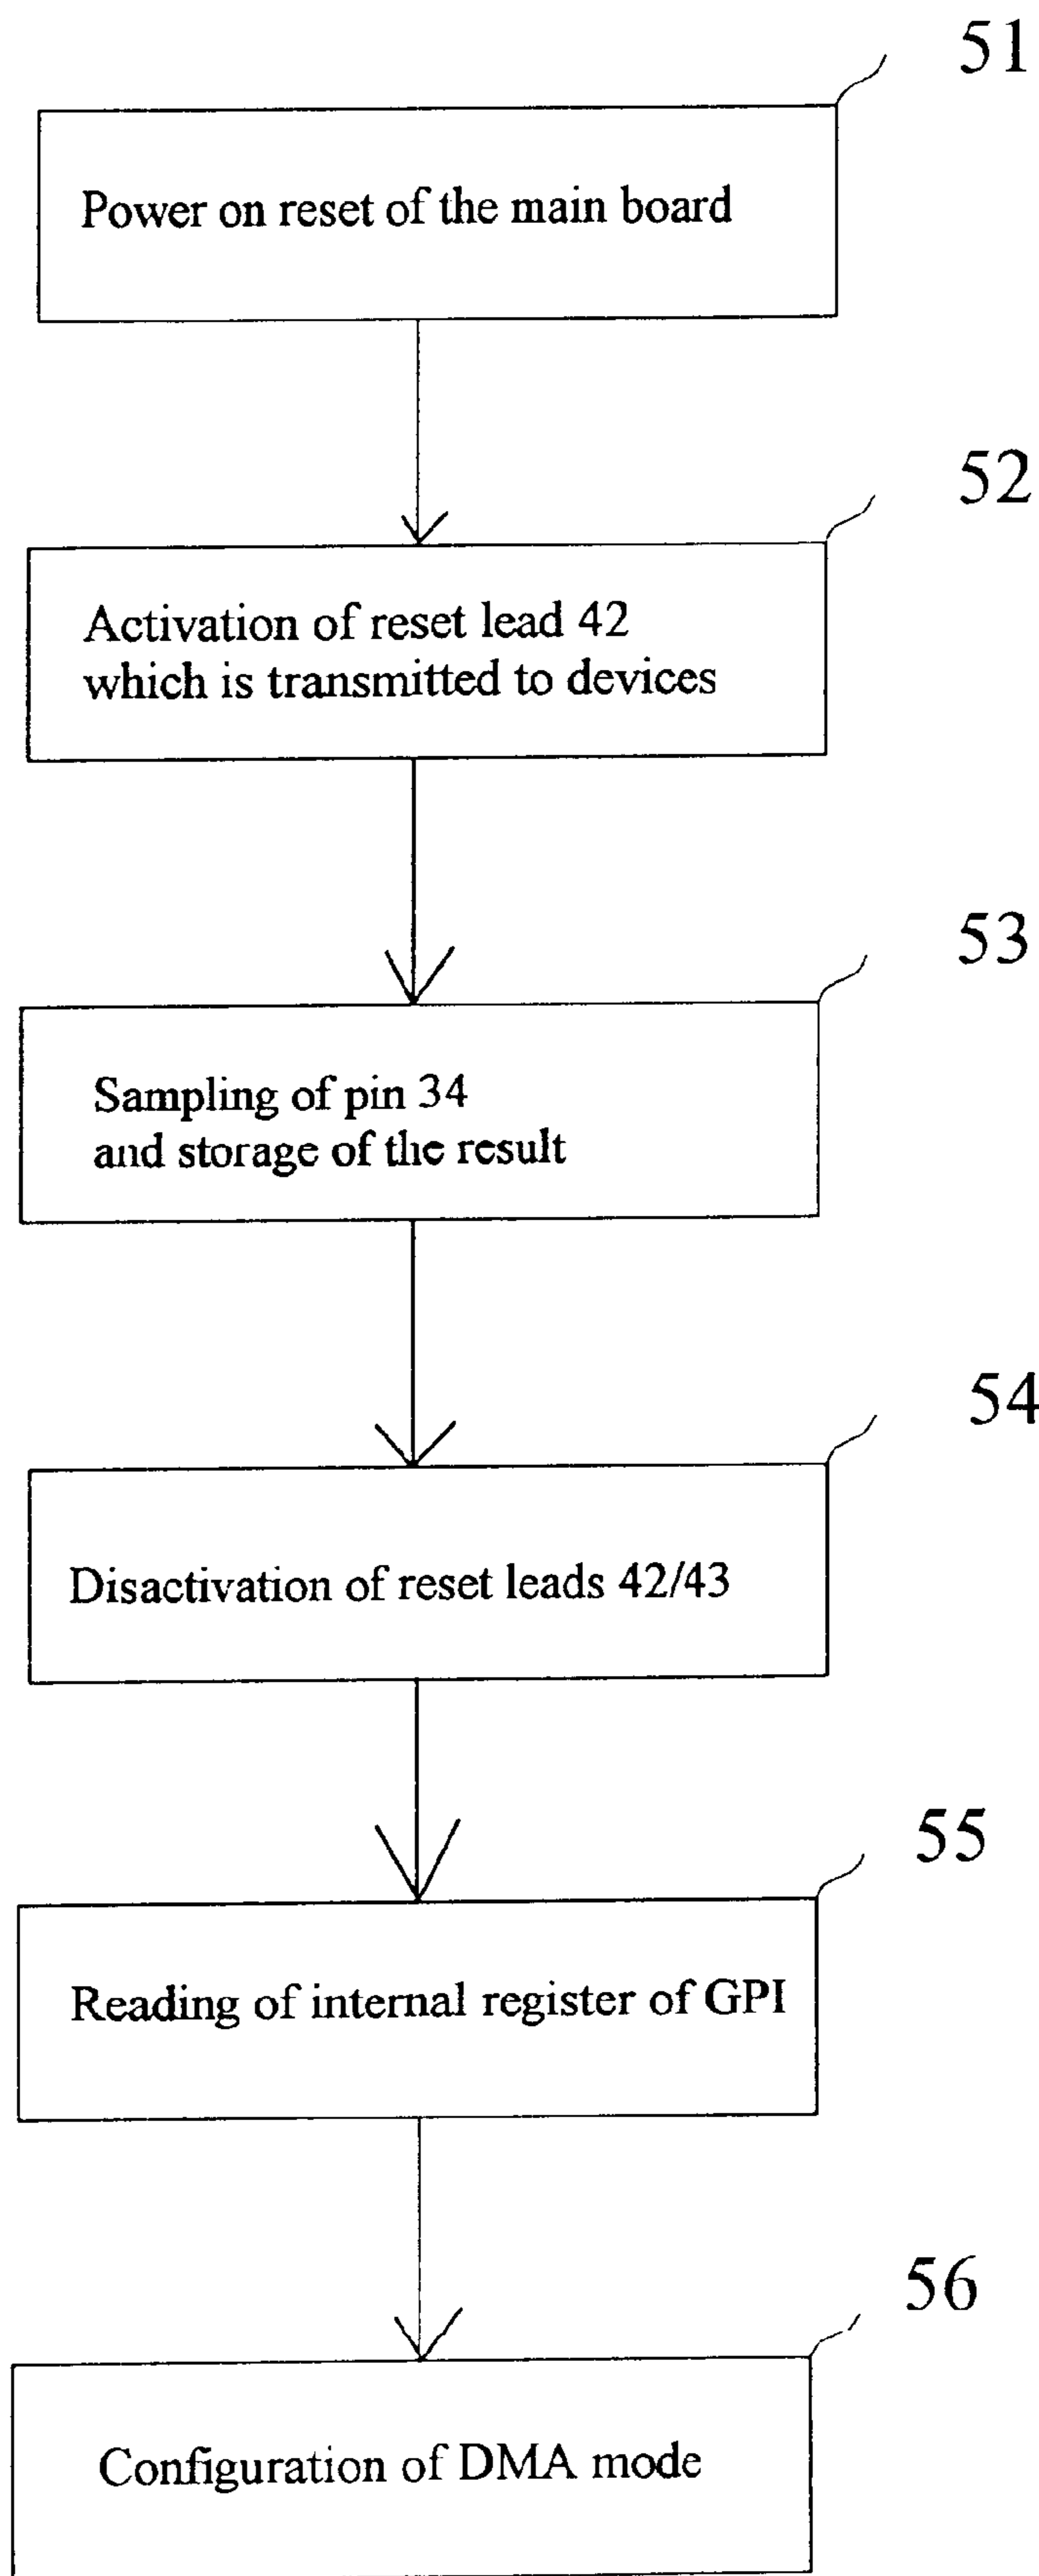 51
Power on reset of the main board
52
Activation of reset lead 42
which is transmitted to devices
53
Sampling of pin 34
and storage of the result
54
Disactivation of reset leads 42/43
55
Reading of internal register of GPI
56
Configuration of DMA mode